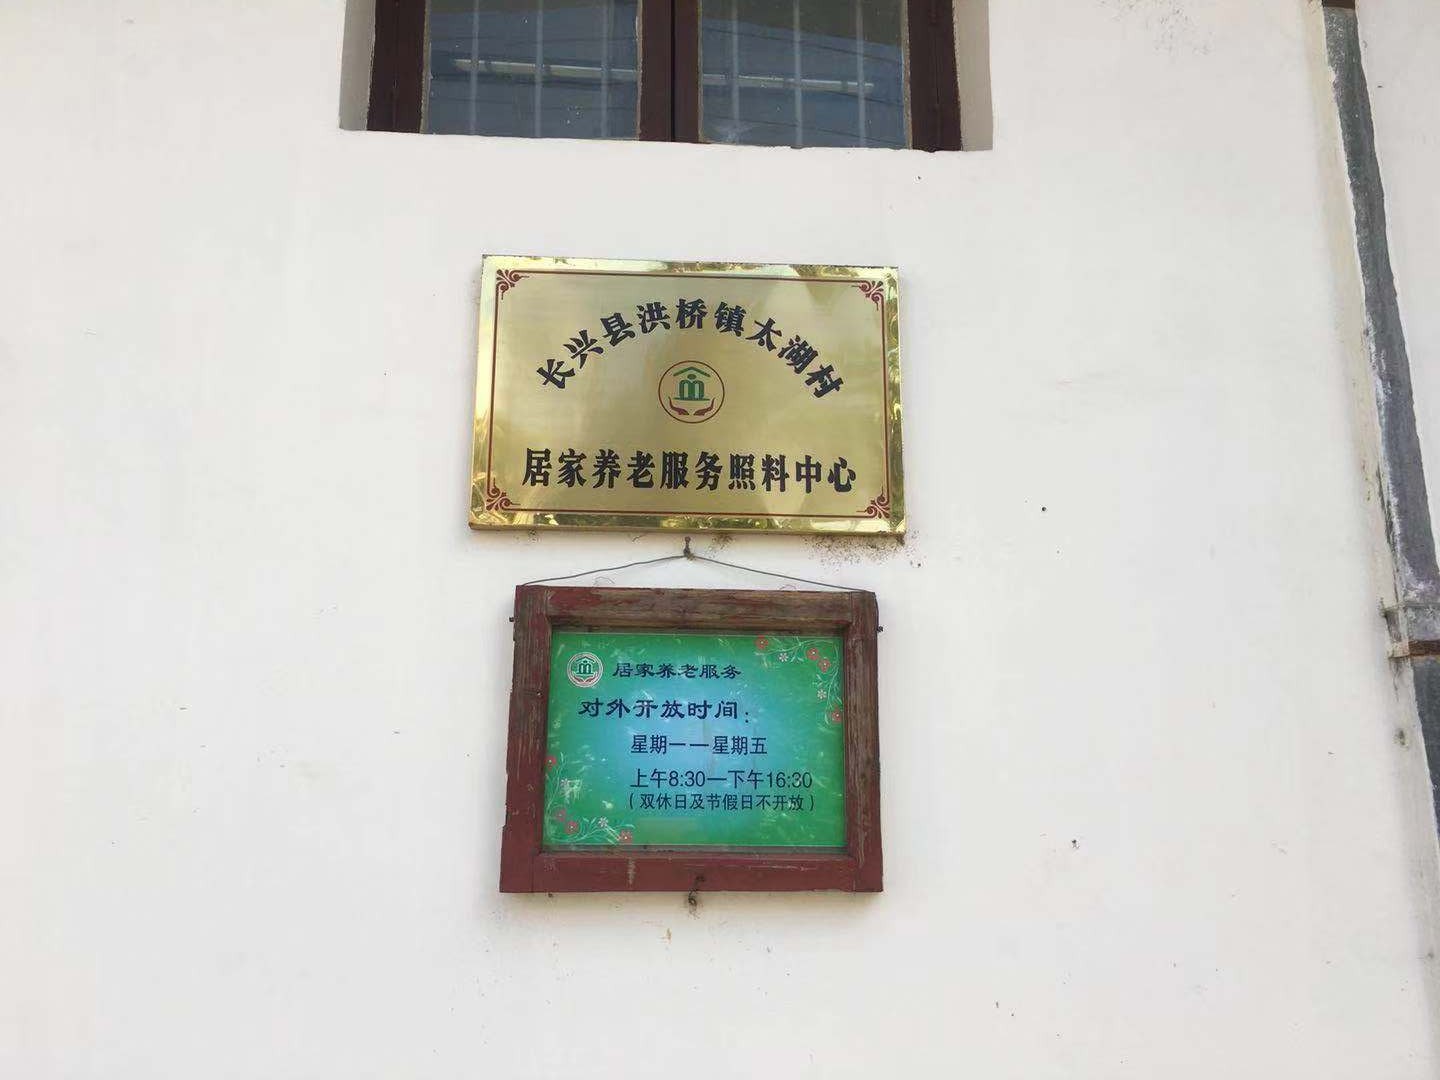 长兴县洪桥镇太湖村
居家养老服务照料中心
居家养老服务
对外开放时间：
星期一一星期五
上午8:30一下午16:30
（双休日及节假日不开放）